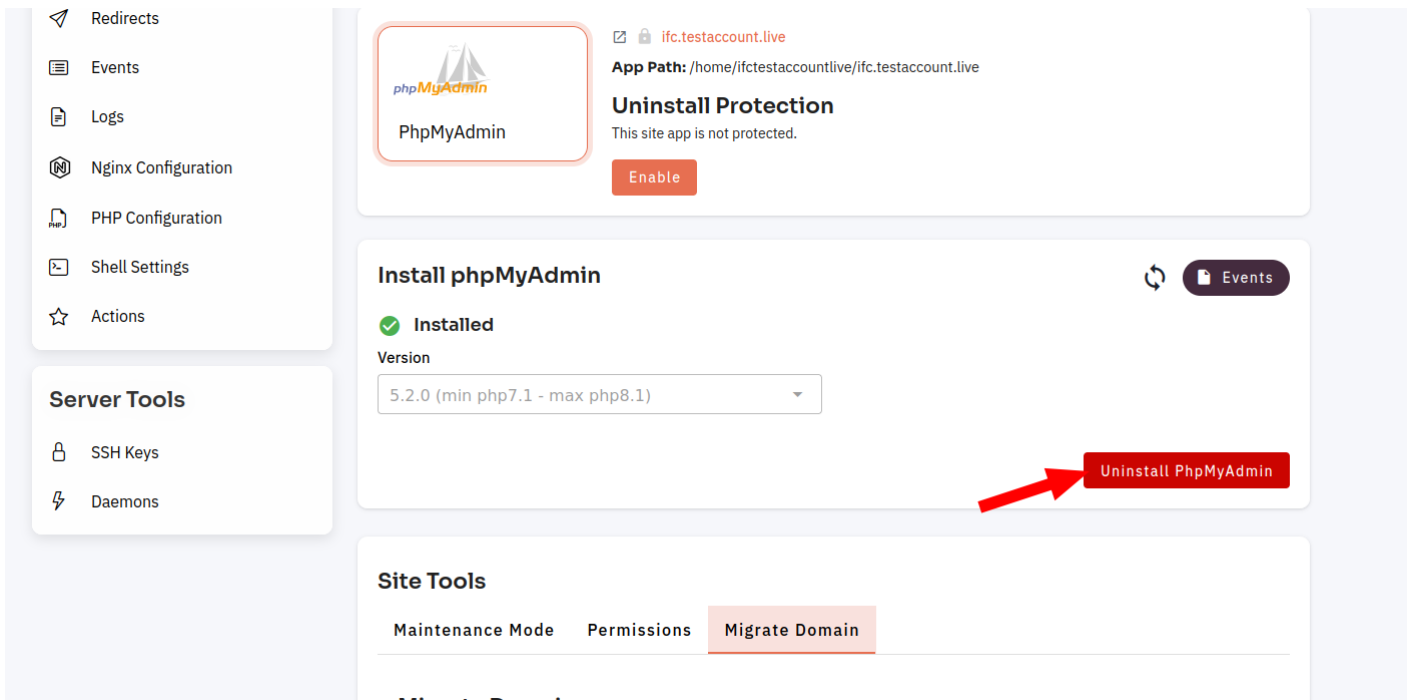 Redirects
Events
Logs
Nginx Configuration
PHP
PHP Configuration
Shell Settings
Actions
Server Tools
SSH Keys
Daemons
phpMyAdmin
PhpMyAdmin
ifc.testaccount.live
App Path: /home/ifctestaccountlive/ifc.testaccount.live
Uninstall Protection
This site app is not protected.
Enable
Install phpMyAdmin
Events
Installed
Version
5.2.0 (min php7.1 - max php8.1)
Uninstall PhpMyAdmin
Site Tools
Maintenance Mode Permissions Migrate Domain
Migrate Domain